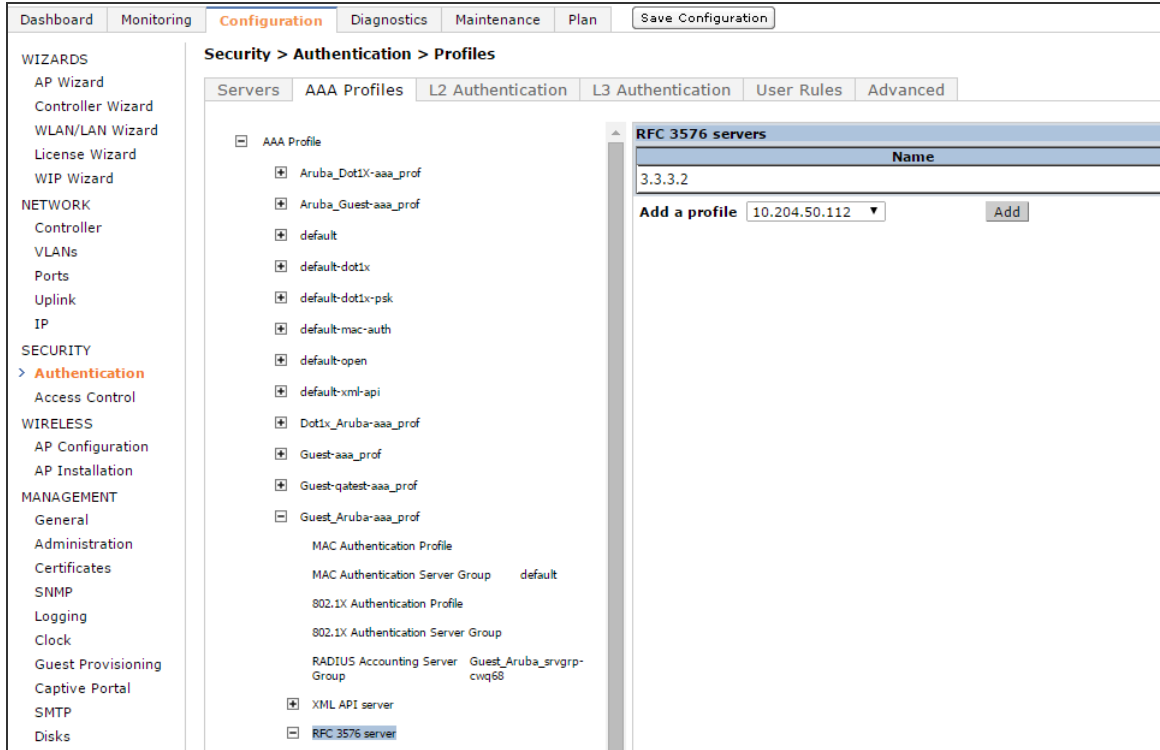 Dashboard Monitoring Configuration Diagnostics Maintenance Plan Save Configuration
WIZARDS
AP Wizard
Controller Wizard
WLAN/LAN Wizard
License Wizard
WIP Wizard
NETWORK
Controller
VLANs
Ports
Uplink
IP
SECURITY
> Authentication
Access Control
WIRELESS
AP Configuration
AP Installation
MANAGEMENT
General
Administration
Certificates
SNMP
Logging
Clock
Guest Provisioning
Captive Portal
SMTP
Disks
Security > Authentication > Profiles
Servers AAA Profiles L2 Authentication L3 Authentication User Rules Advanced
AAA Profile
Aruba_Dot1X-aaa_prof
Aruba_Guest-aaa_prof
default
default-dot1x
default-dot1x-psk
default-mac-auth
default-open
default-xml-api
Dot1x_Aruba-aaa_prof
Guest-aaa_prof
Guest-qatest-aaa_prof
Guest_Aruba-aaa_prof
MAC Authentication Profile
MAC Authentication Server Group default
802.1X Authentication Profile
802.1X Authentication Server Group
RADIUS Accounting Server Guest_Aruba_srvgrp-
Group cwq68
XML API server
RFC 3576 server
RFC 3576 servers
Name
3.3.3.2
Add a profile 10.204.50.112 Add